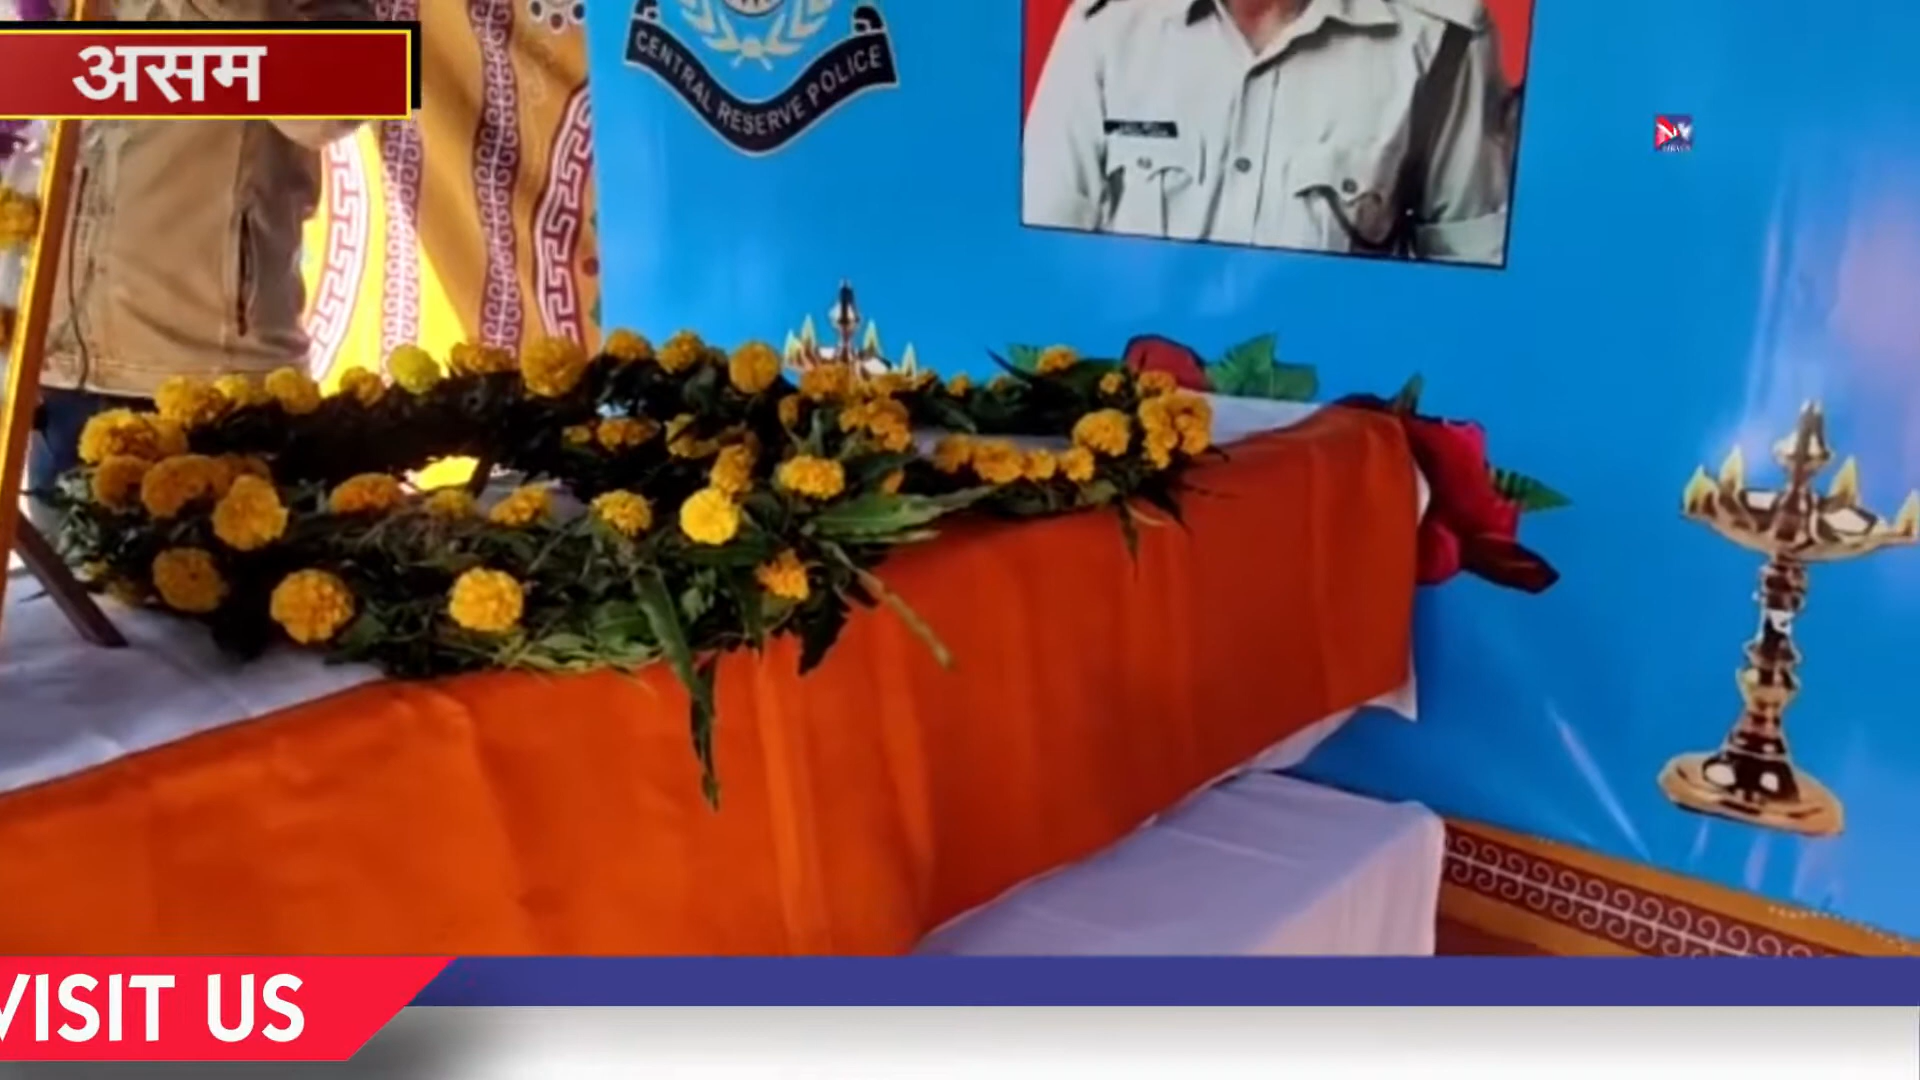 असम
CENTRAL RESERVE POLICE
VISIT US